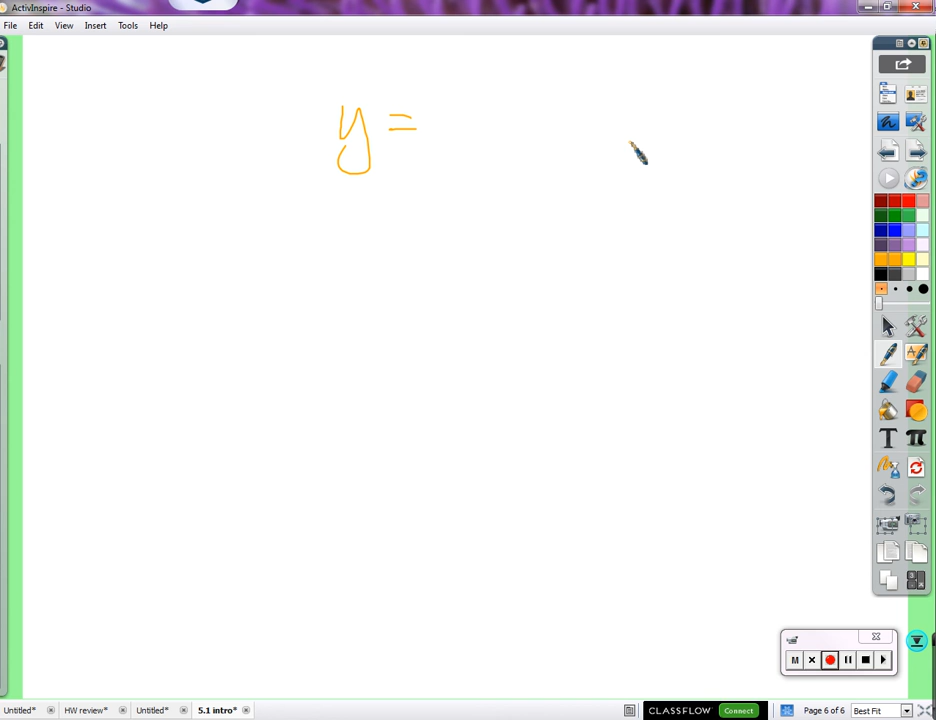 ActivInspire - Studio
File Edit View Insert Tools Help
y =
M
T
Untitled* HW review* Untitled* 5.1 intro* CLASSFLOW Connect Page 6 of 6 Best Fit